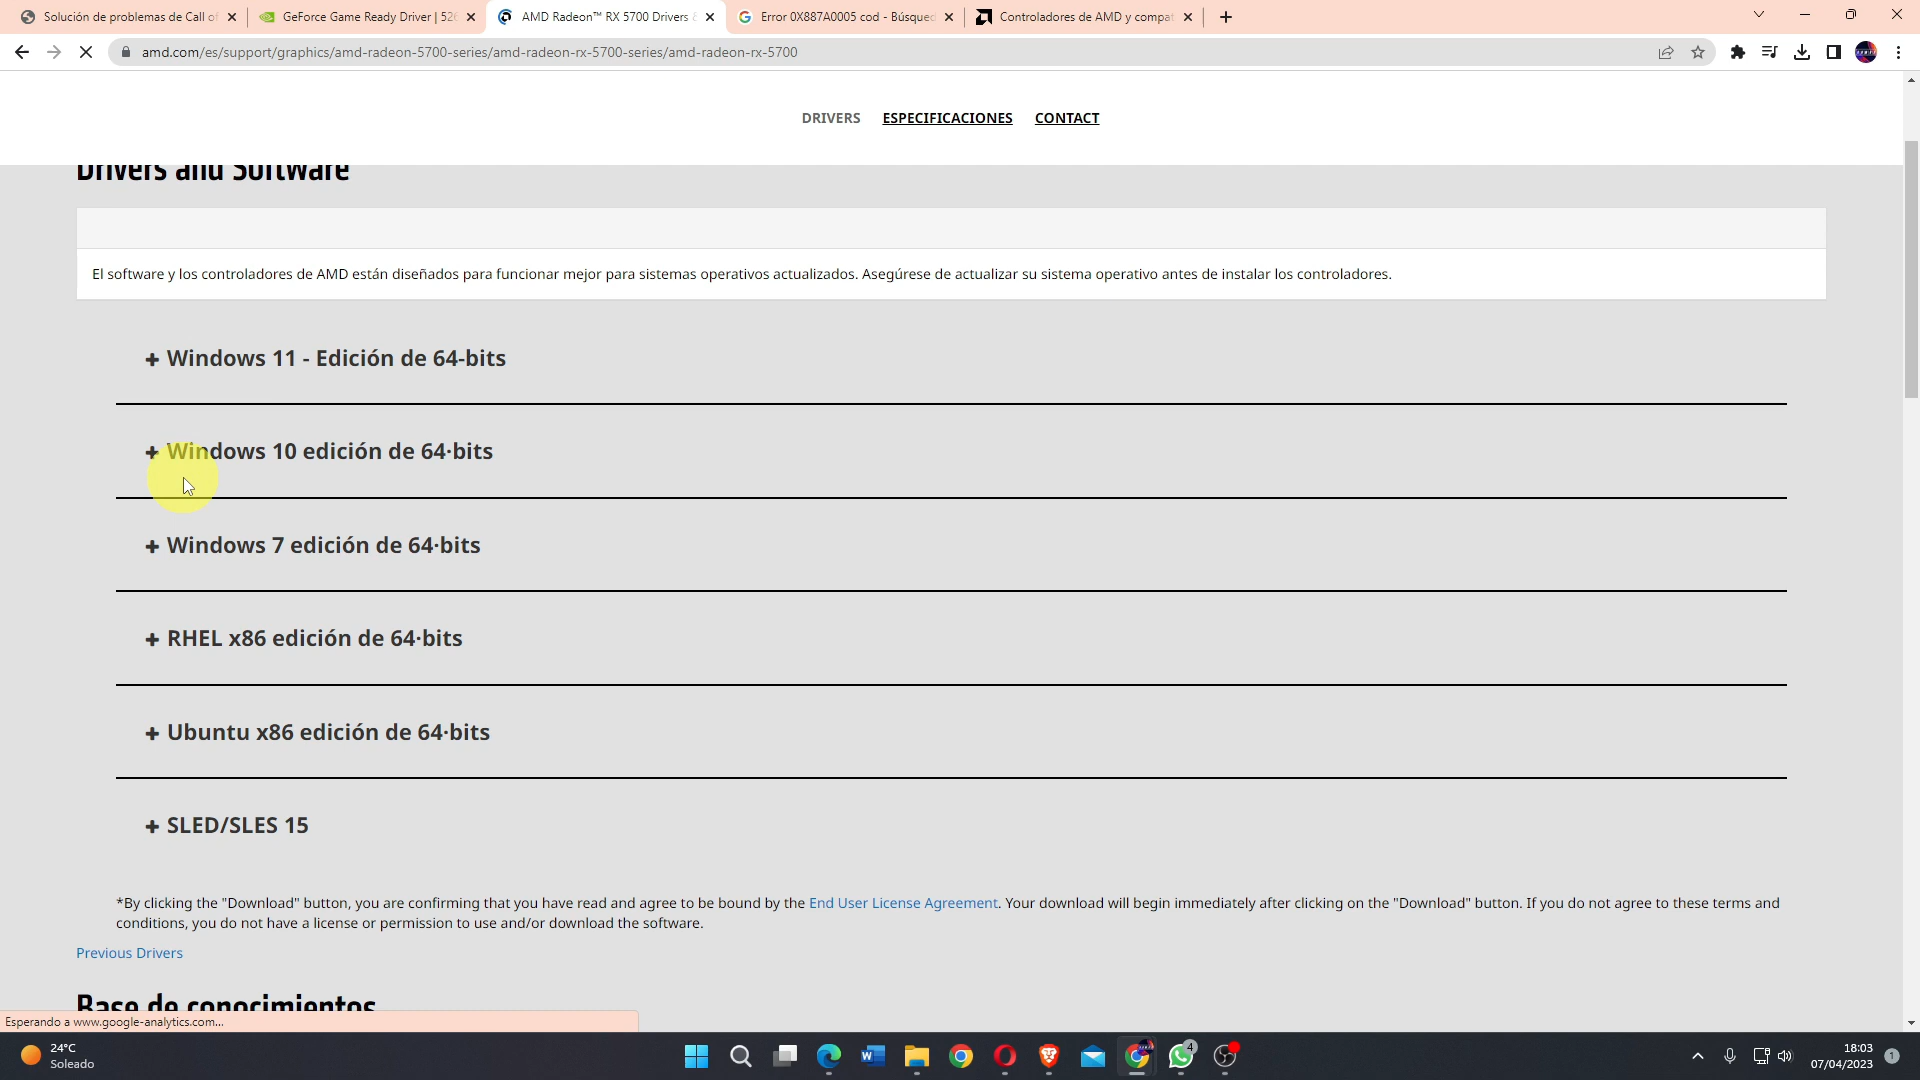 Solución de problemas de Call of
GeForce Game Ready Driver | 526
AMD Radeon™ RX 5700 Drivers &
Error 0X887A0005 cod - Búsqued
Controladores de AMD y compat
amd.com/es/support/graphics/amd-radeon-5700-series/amd-radeon-rx-5700-series/amd-radeon-rx-5700
DRIVERS ESPECIFICACIONES CONTACT
Drivers and Software
El software y los controladores de AMD están diseñados para funcionar mejor para sistemas operativos actualizados. Asegúrese de actualizar su sistema operativo antes de instalar los controladores.
+ Windows 11 - Edición de 64-bits
+ Windows 10 edición de 64-bits
+ Windows 7 edición de 64-bits
+ RHEL x86 edición de 64-bits
+ Ubuntu x86 edición de 64-bits
+ SLED/SLES 15
*By clicking the "Download" button, you are confirming that you have read and agree to be bound by the End User License Agreement. Your download will begin immediately after clicking on the "Download" button. If you do not agree to these terms and
conditions, you do not have a license or permission to use and/or download the software.
Previous Drivers
Base de conocimientos
Esperando a www.google-analytics.com...
24°C
Soleado
4
18:03
07/04/2023
1